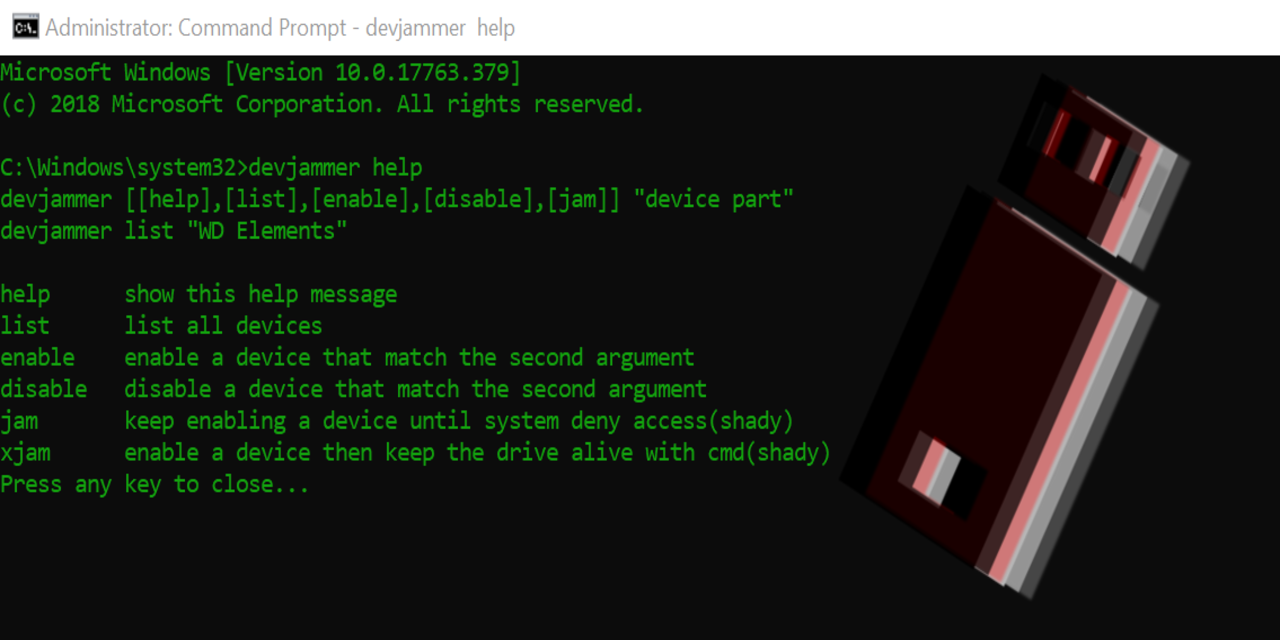 Administrator: Command Prompt - devjammer  help
Microsoft Windows [Version 10.0.17763.379]
(c) 2018 Microsoft Corporation. All rights reserved.
C:\Windows\system32>devjammer help
devjammer [[help],[list],[enable],[disable],[jam]] "device part"
devjammer list "WD Elements"
help      show this help message
list      list all devices
enable    enable a device that match the second argument
disable   disable a device that match the second argument
jam       keep enabling a device until system deny access(shady)
xjam      enable a device then keep the drive alive with cmd(shady)
Press any key to close...